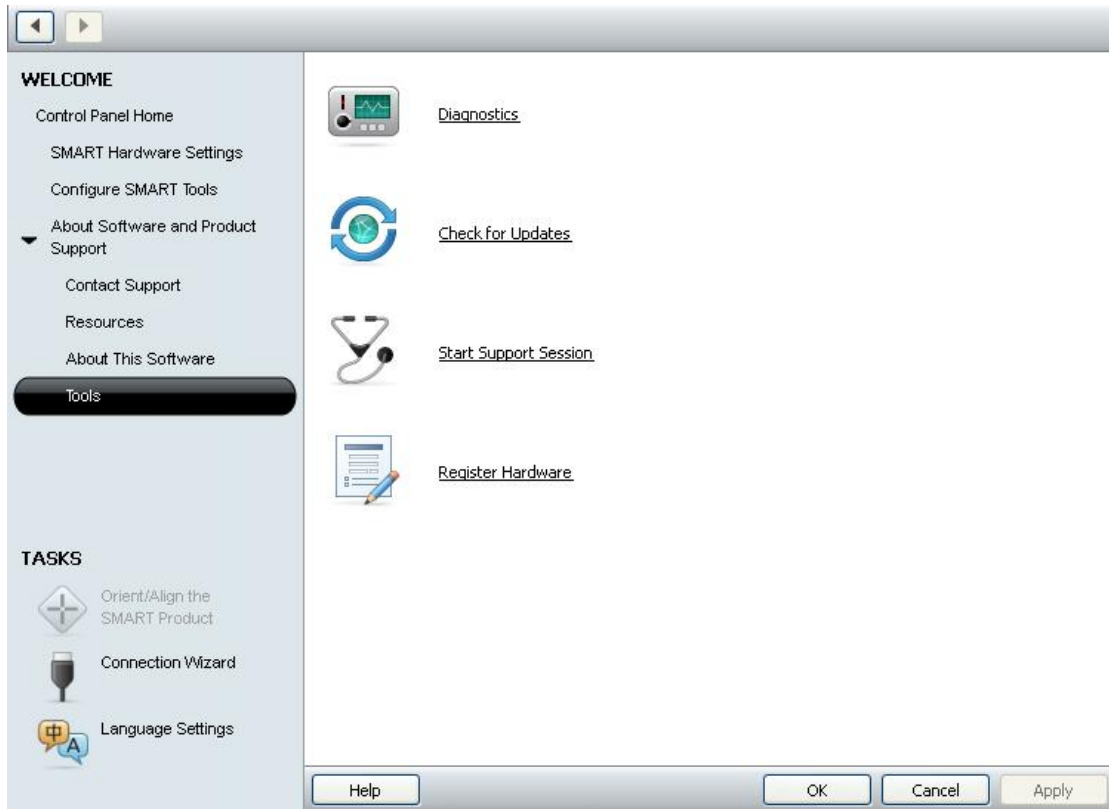 WELCOME
Control Panel Home
SMART Hardware Settings
Configure SMART Tools
About Software and Product
Support
Contact Support
Resources
About This Software
Tools
TASKS
Orient/Align the
SMART Product
Connection Wizard
中
A
Language Settings
Diagnostics
Check for Updates
Start Support Session
Register Hardware
Help
OK
Cancel
Apply